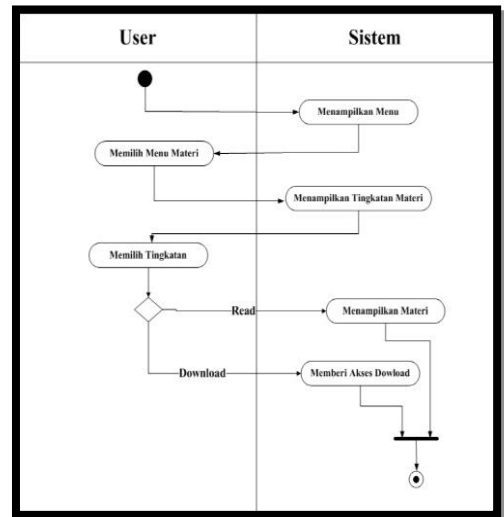 User
Sistem
Menampilkan Menu
Memilih Menu Materi
Menampilkan Tingkatan Materi
Memilih Tingkatan
Read
Menampilkan Materi
Download
Memberi Akses Dowload